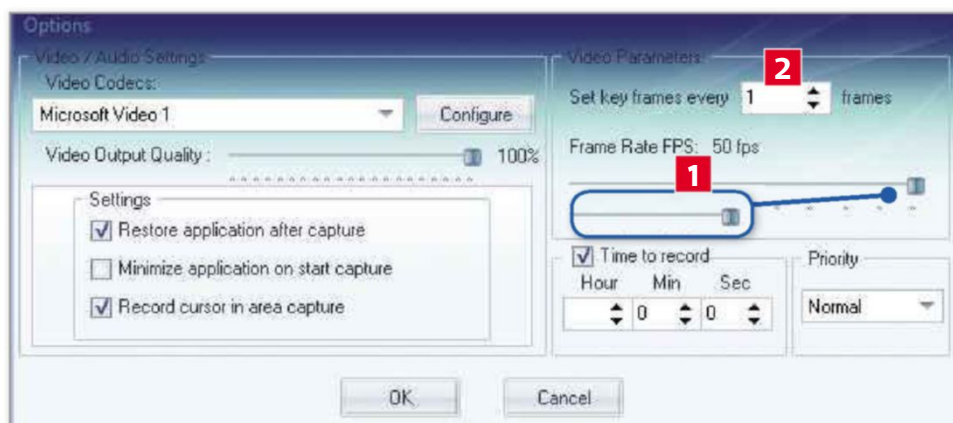 Options
Video / Audio Settings
Video Codecs:
Microsoft Video 1
Configure
Video Output Quality :
100%
Settings
Restore application after capture
Minimize application on start capture
Record cursor in area capture
Video Parameters:
2
Set key frames every 1 frames
Frame Rate FPS: 50 fps
1
Time to record
Hour Min Sec
0 0
Priority
Normal
OK
Cancel